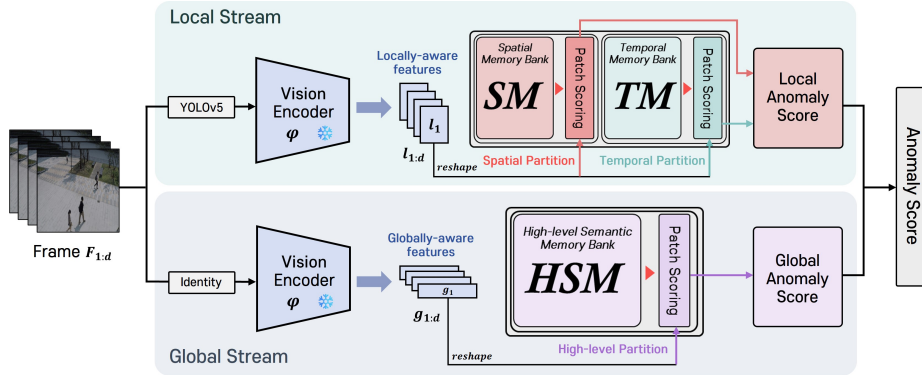 Local Stream
YOLOv5
Vision
Encoder
φ
Locally-aware
features
l₁
l₁:d
reshape
Spatial
Memory Bank
SM
Patch Scoring
Temporal
Memory Bank
TM
Patch Scoring
Spatial Partition
Temporal Partition
Local
Anomaly
Score
Frame F₁:d
Identity
Vision
Encoder
φ
Globally-aware
features
g₁
g₁:d
reshape
High-level Semantic
Memory Bank
HSM
Patch Scoring
High-level Partition
Global
Anomaly
Score
Global Stream
Anomaly Score